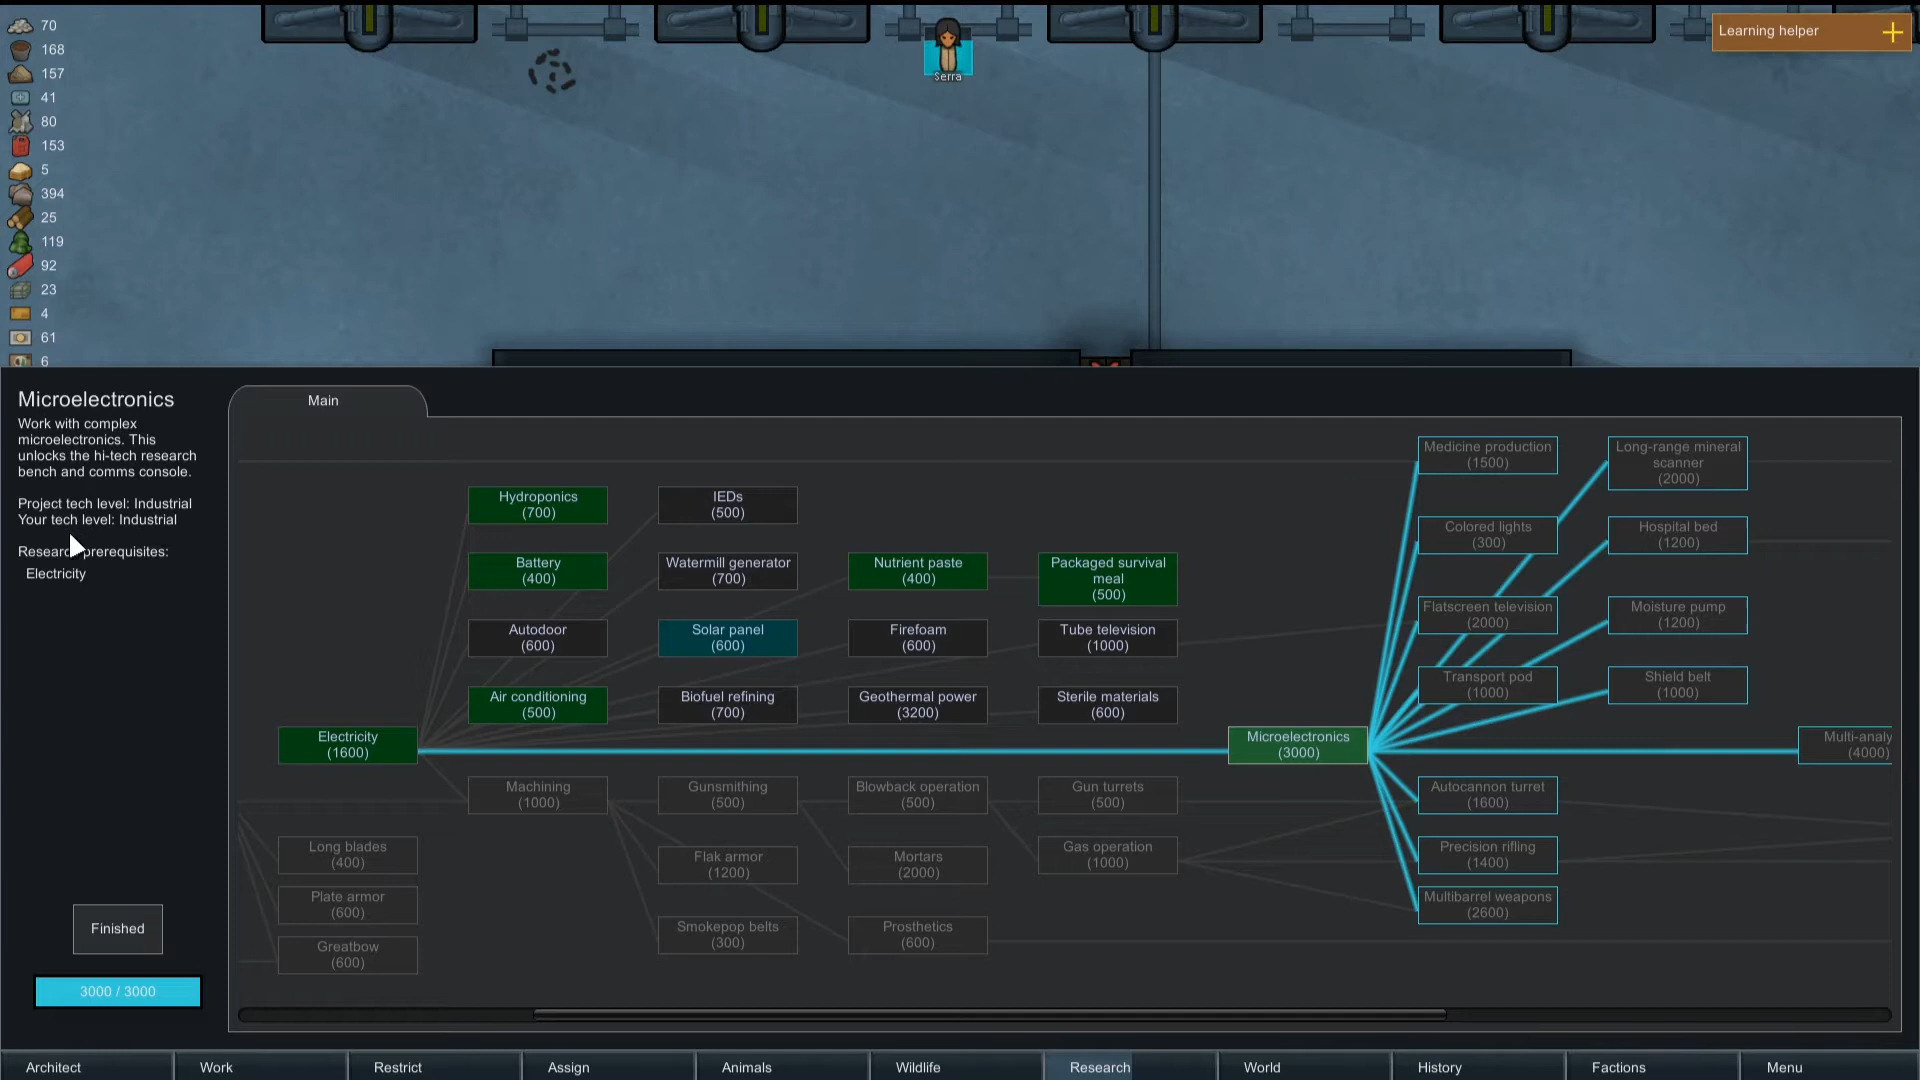 70
168
157
41
80
153
5
394
25
119
92
23
4
61
6
Serra
Learning helper
Microelectronics
Work with complex
microelectronics. This
unlocks the hi-tech research
bench and comms console.
Project tech level: Industrial
Your tech level: Industrial
Research prerequisites:
Electricity
Finished
3000 / 3000
Main
Medicine production
(1500)
Long-range mineral
scanner
(2000)
Hydroponics
(700)
IEDs
(500)
Colored lights
(300)
Hospital bed
(1200)
Battery
(400)
Watermill generator
(700)
Nutrient paste
(400)
Packaged survival
meal
(500)
Flatscreen television
(2000)
Moisture pump
(1200)
Autodoor
(600)
Solar panel
(600)
Firefoam
(600)
Tube television
(1000)
Transport pod
(1000)
Shield belt
(1000)
Air conditioning
(500)
Biofuel refining
(700)
Geothermal power
(3200)
Sterile materials
(600)
Electricity
(1600)
Microelectronics
(3000)
Multi-analy
(4000)
Machining
(1000)
Gunsmithing
(500)
Blowback operation
(500)
Gun turrets
(500)
Autocannon turret
(1600)
Long blades
(400)
Flak armor
(1200)
Mortars
(2000)
Gas operation
(1000)
Precision rifling
(1400)
Plate armor
(600)
Multibarrel weapons
(2600)
Smokepop belts
(300)
Prosthetics
(600)
Greatbow
(600)
Architect
Work
Restrict
Assign
Animals
Wildlife
Research
World
History
Factions
Menu